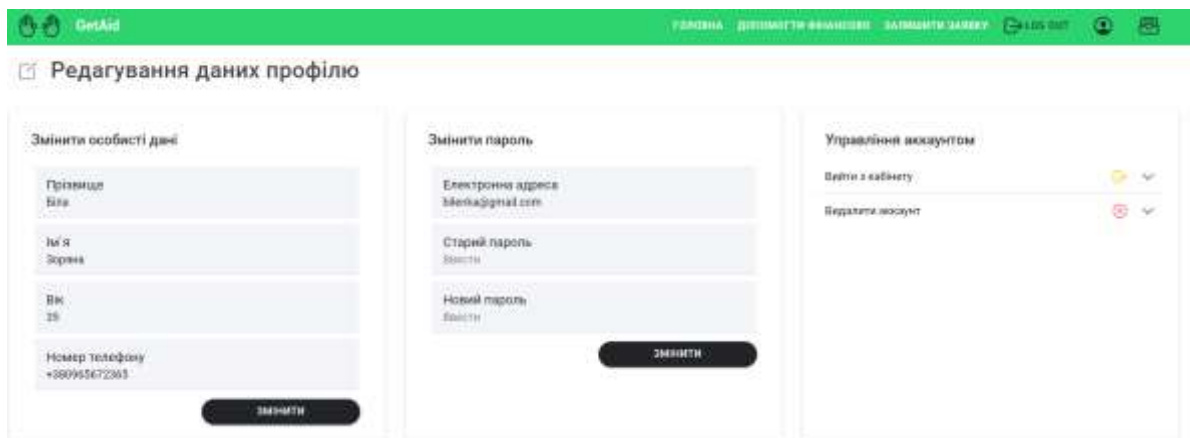 GetAid
ГОЛОВНА ДОПОМОГТИ ФІНАНСОВО ЗАЛИШИТИ ЗАЯВКУ LOG OUT
Редагування даних профілю
Змінити особисті дані
Прізвище
Біла
Ім'я
Зоряна
Вік
25
Номер телефону
+380965672365
ЗМІНИТИ
Змінити пароль
Електронна адреса
Старий пароль
Ввести
Новий пароль
Ввести
ЗМІНИТИ
Управління аккаунтом
Вийти з кабінету
Видалити аккаунт